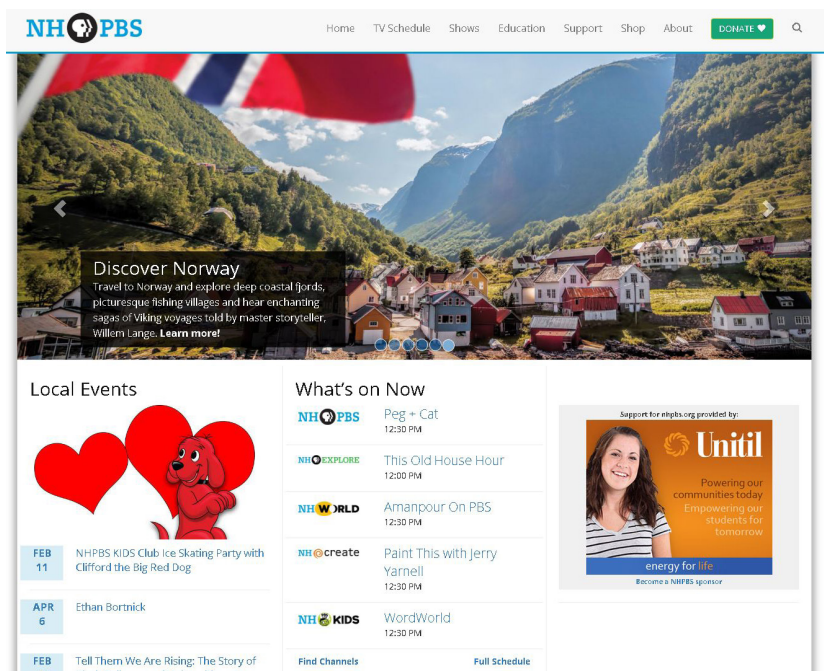 NH PBS
Home TV Schedule Shows Education Support Shop About DONATE
Discover Norway
Travel to Norway and explore deep coastal fjords,
picturesque fishing villages and hear enchanting
sagas of Viking voyages told by master storyteller,
Willem Lange. Learn more!
Local Events
FEB
11
NHPBS KIDS Club Ice Skating Party with
Clifford the Big Red Dog
APR
6
Ethan Bortnick
FEB
Tell Them We Are Rising: The Story of
What's on Now
NH PBS
Peg + Cat
12:30 PM
NH EXPLORE
This Old House Hour
12:00 PM
NH WORLD
Amanpour On PBS
12:30 PM
NH create
Paint This with Jerry
Yarnell
12:30 PM
NH KIDS
WordWorld
12:30 PM
Find Channels
Full Schedule
Support for nhpbs.org provided by:
Unitil
Powering our
communities today
Empowering our
students for
tomorrow
energy for life
Become a NHPBS sponsor